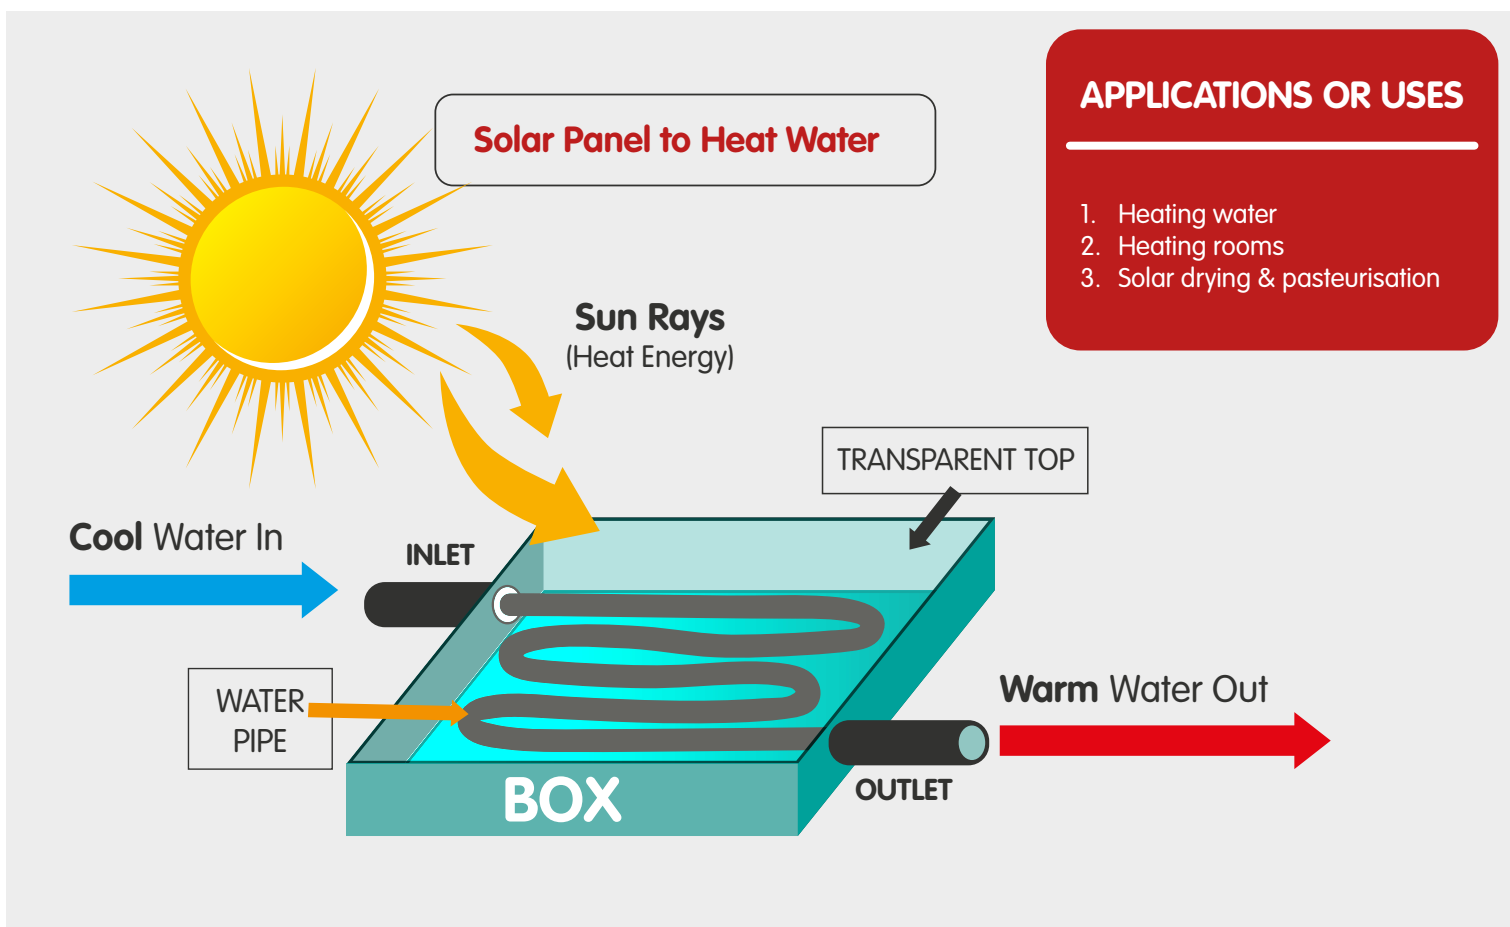 Solar Panel to Heat Water
APPLICATIONS OR USES
1. Heating water
2. Heating rooms
3. Solar drying & pasteurisation
Sun Rays
(Heat Energy)
TRANSPARENT TOP
Cool Water In
INLET
WATER
PIPE
Warm Water Out
OUTLET
BOX